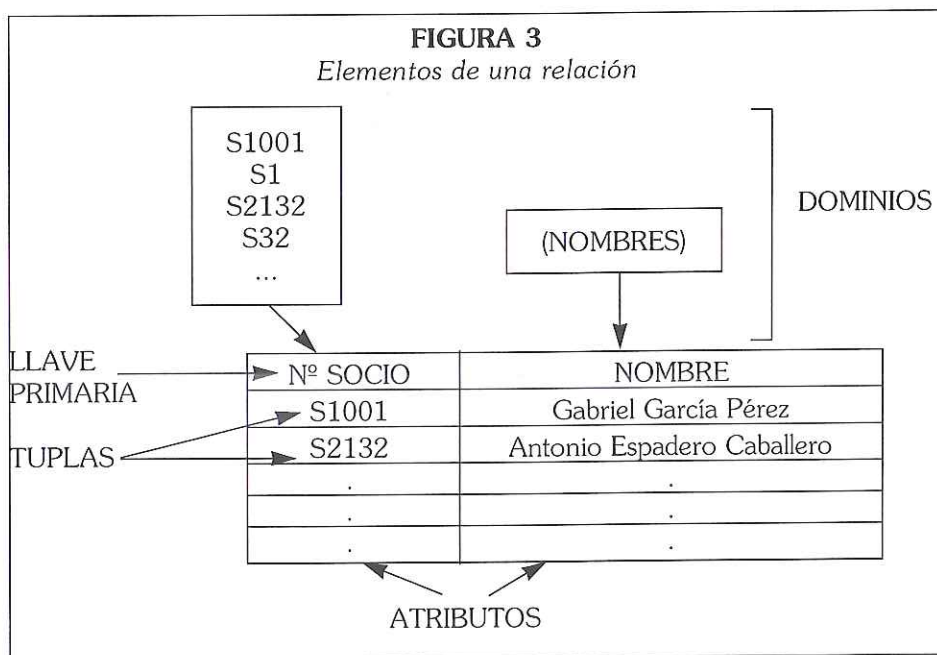 FIGURA 3
Elementos de una relación
S1001
S1
S2132
S32
...
(NOMBRES)
DOMINIOS
LLAVE
PRIMARIA
Nº SOCIO
NOMBRE
S1001
Gabriel García Pérez
TUPLAS
S2132
Antonio Espadero Caballero
. .
. .
. .
ATRIBUTOS